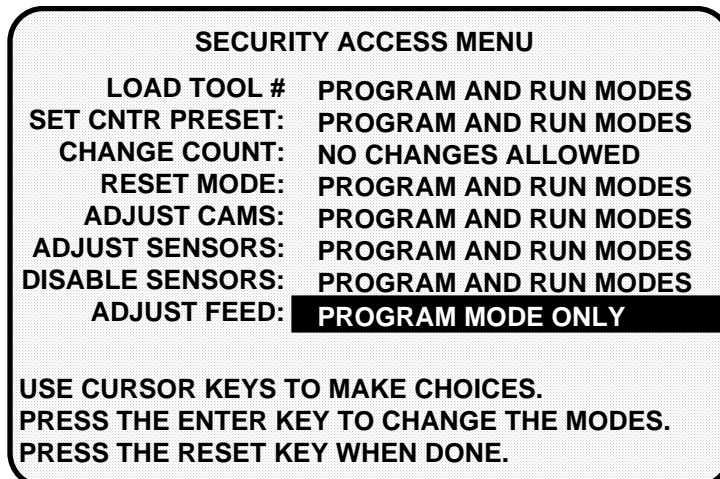 SECURITY ACCESS MENU
LOAD TOOL # PROGRAM AND RUN MODES
SET CNTR PRESET: PROGRAM AND RUN MODES
CHANGE COUNT: NO CHANGES ALLOWED
RESET MODE: PROGRAM AND RUN MODES
ADJUST CAMS: PROGRAM AND RUN MODES
ADJUST SENSORS: PROGRAM AND RUN MODES
DISABLE SENSORS: PROGRAM AND RUN MODES
ADJUST FEED: PROGRAM MODE ONLY
USE CURSOR KEYS TO MAKE CHOICES.
PRESS THE ENTER KEY TO CHANGE THE MODES.
PRESS THE RESET KEY WHEN DONE.